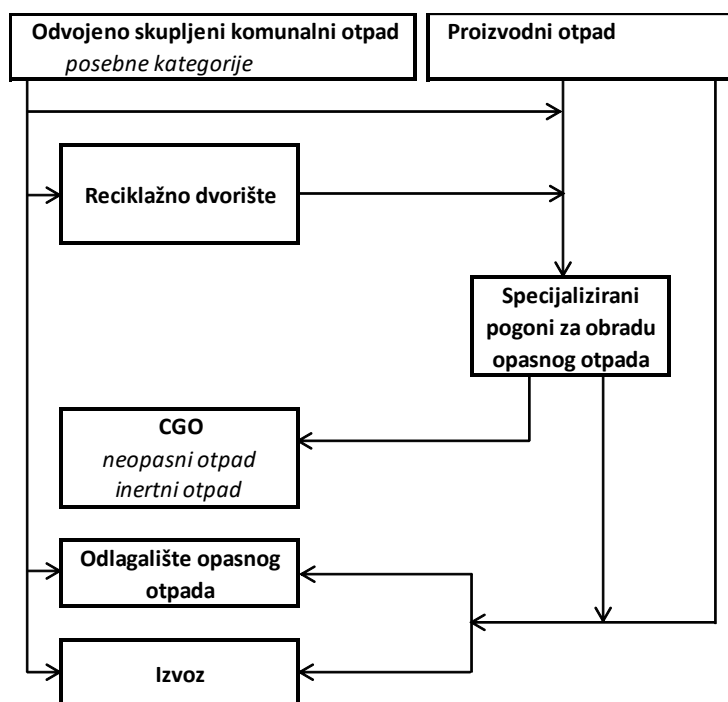 Odvojeno skupljeni komunalni otpad
posebne kategorije
Proizvodni otpad
Reciklažno dvorište
Specijalizirani
pogoni za obradu
opasnog otpada
CGO
neopasni otpad
inertni otpad
Odlagalište opasnog
otpada
Izvoz